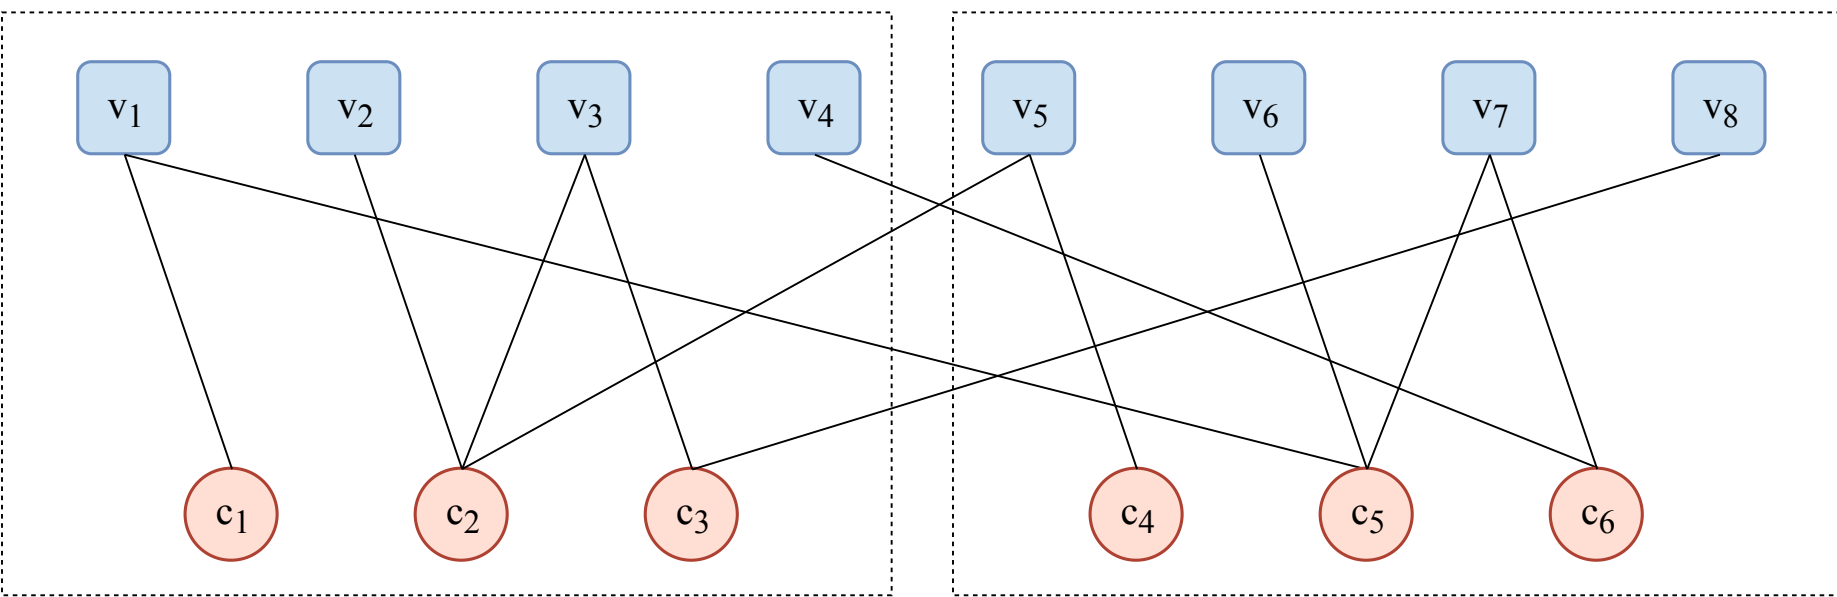 v₁ v₂ v₃ v₄ v₅ v₆ v₇ v₈
c₁ c₂ c₃ c₄ c₅ c₆